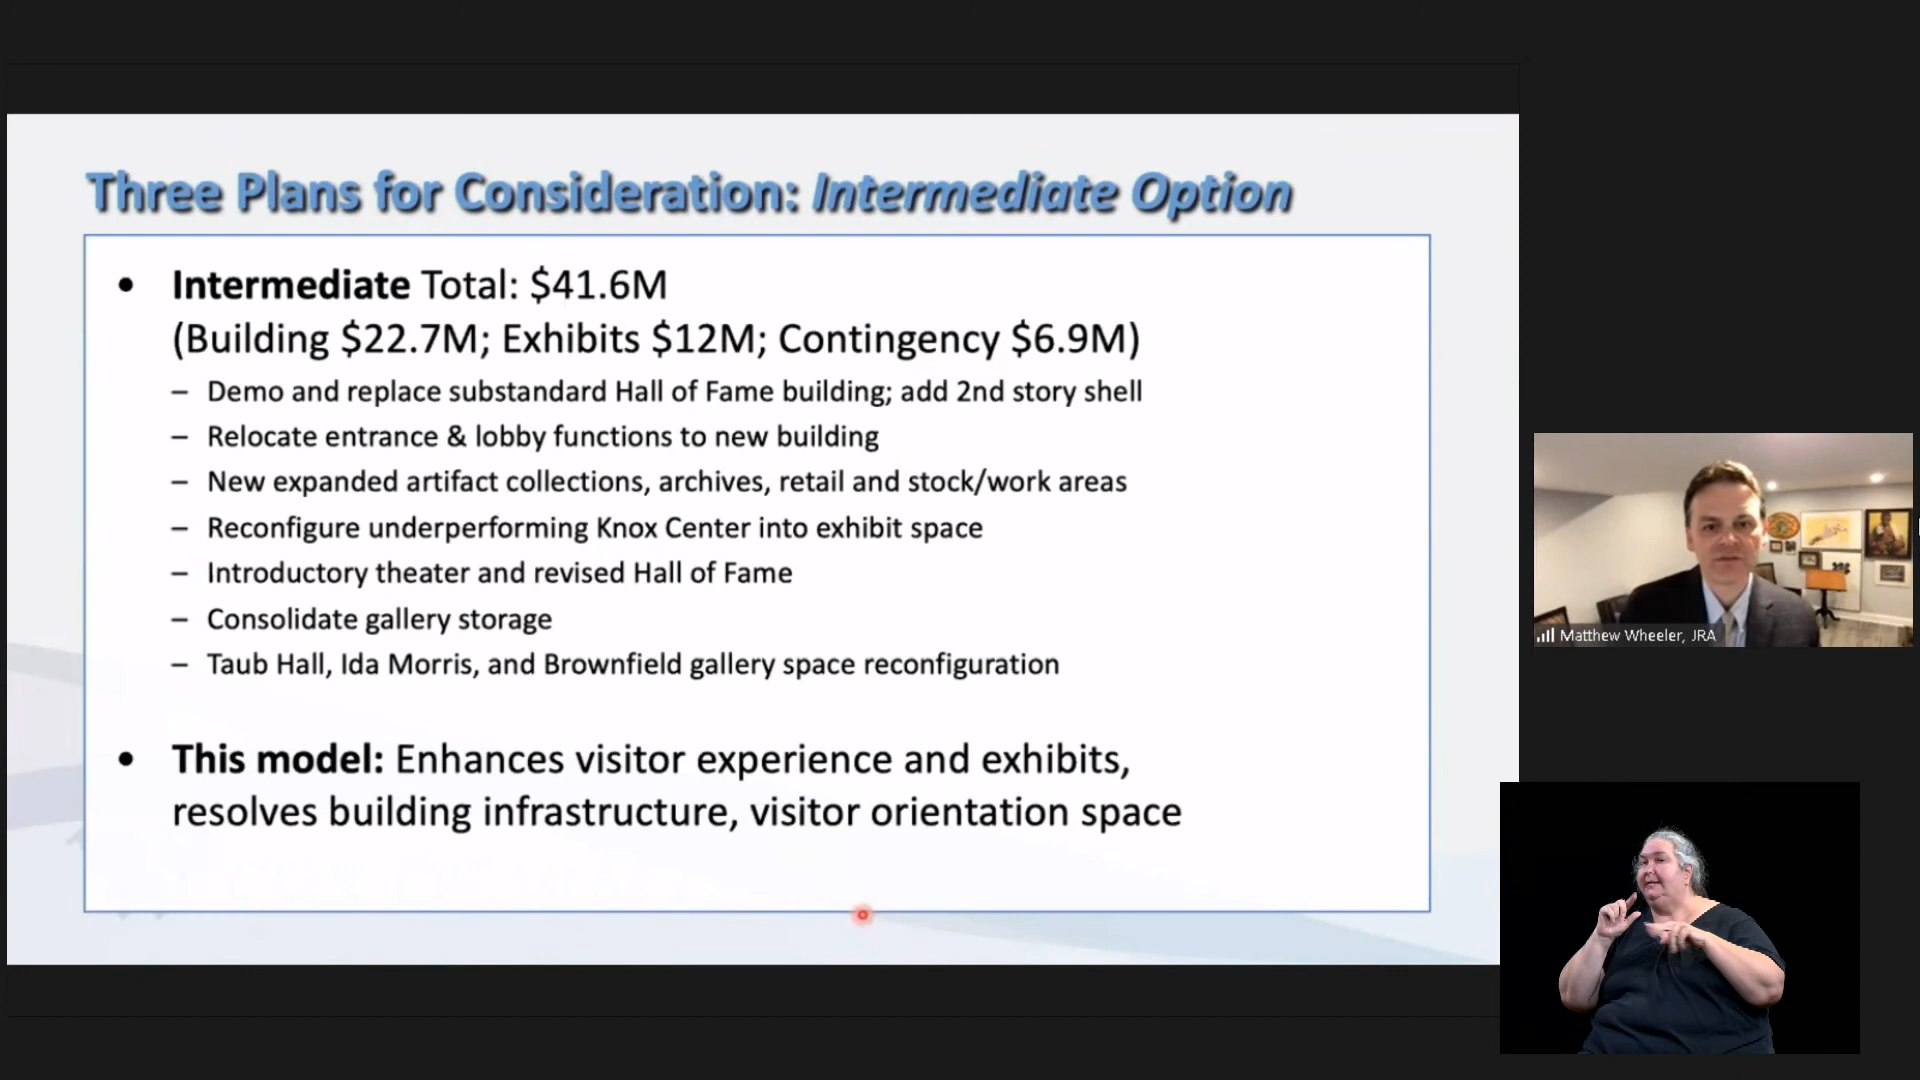 Three Plans for Consideration: Intermediate Option
• Intermediate Total: $41.6M
(Building $22.7M; Exhibits $12M; Contingency $6.9M)
– Demo and replace substandard Hall of Fame building; add 2nd story shell
– Relocate entrance & lobby functions to new building
– New expanded artifact collections, archives, retail and stock/work areas
– Reconfigure underperforming Knox Center into exhibit space
– Introductory theater and revised Hall of Fame
– Consolidate gallery storage
– Taub Hall, Ida Morris, and Brownfield gallery space reconfiguration
• This model: Enhances visitor experience and exhibits,
resolves building infrastructure, visitor orientation space
Matthew Wheeler, JRA